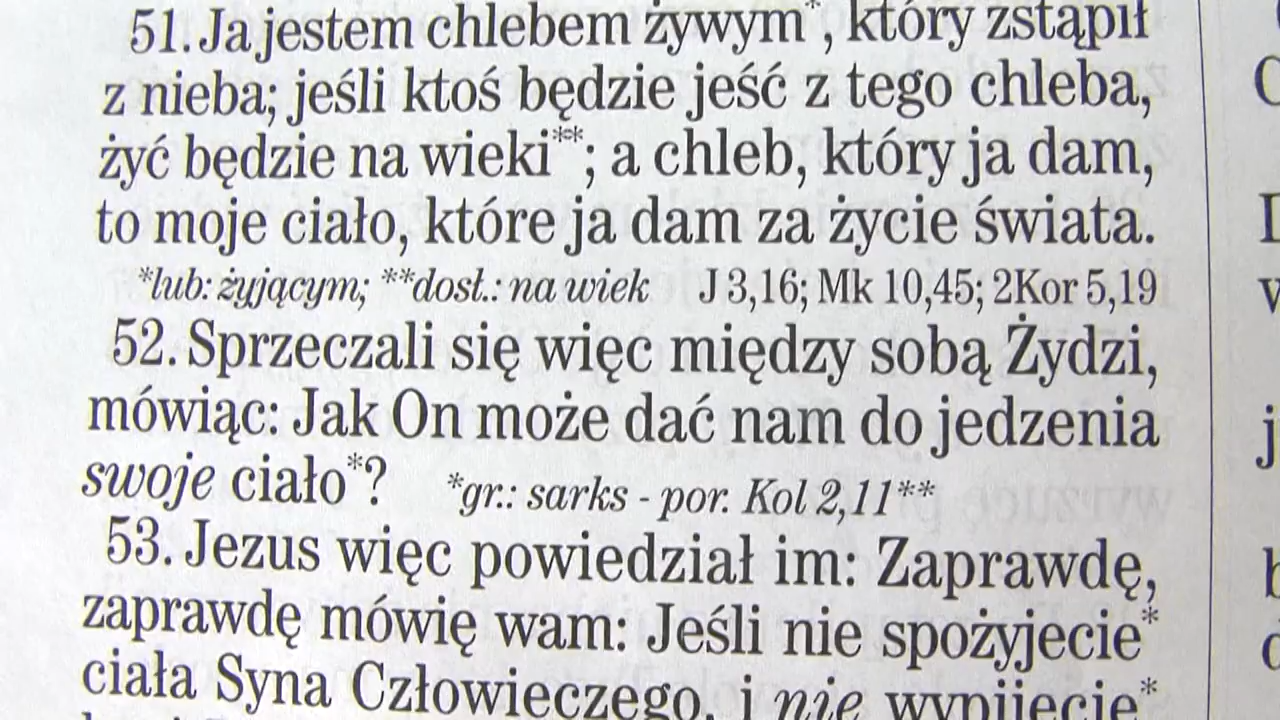 51. Ja jestem chlebem żywym*, który zstąpił
z nieba; jeśli ktoś będzie jeść z tego chleba,
żyć będzie na wieki**; a chleb, który ja dam,
to moje ciało, które ja dam za życie świata.
*lub: żyjącym; **dosł.: na wiek J 3,16; Mk 10,45; 2Kor 5,19
52. Sprzeczali się więc między sobą Żydzi,
mówiąc: Jak On może dać nam do jedzenia
swoje ciało*? *gr.: sarks - por. Kol 2,11**
53. Jezus więc powiedział im: Zaprawdę,
zaprawdę mówię wam: Jeśli nie spożyjecie*
ciała Syna Człowieczego, i nie wypijecie*